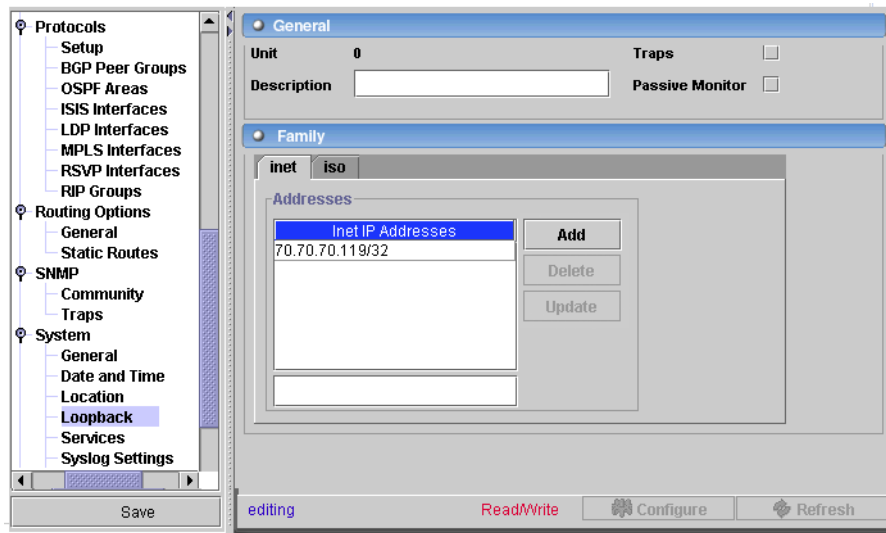 Protocols
Setup
BGP Peer Groups
OSPF Areas
ISIS Interfaces
LDP Interfaces
MPLS Interfaces
RSVP Interfaces
RIP Groups
Routing Options
General
Static Routes
SNMP
Community
Traps
System
General
Date and Time
Location
Loopback
Services
Syslog Settings
Save
General
Unit 0 Traps
Description Passive Monitor
Family
inet iso
Addresses
Inet IP Addresses
70.70.70.119/32
Add
Delete
Update
editing Read/Write Configure Refresh